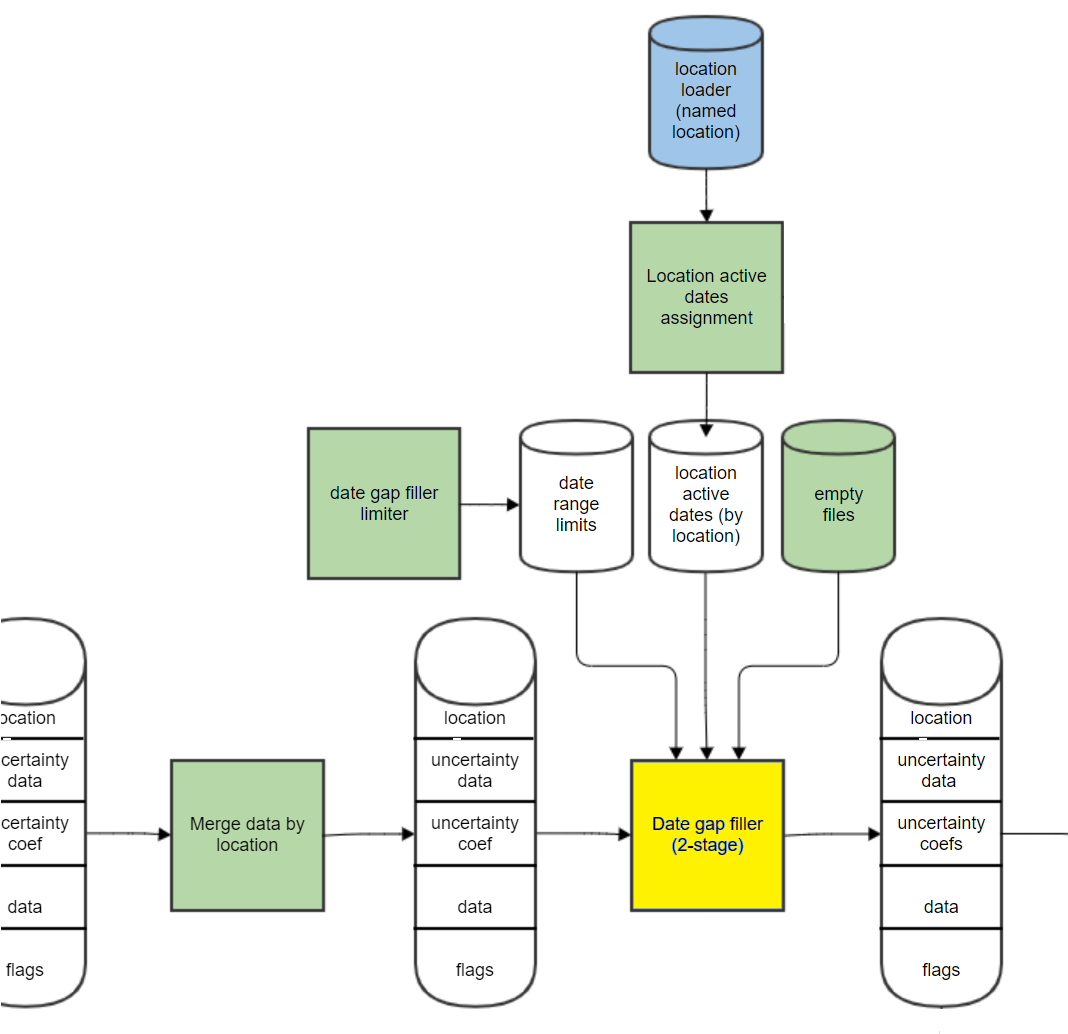 location
loader
(named
location)
Location active
dates
assignment
date gap filler
limiter
date
range
limits
location
active
dates (by
location)
empty
files
ocation
certainty
data
certainty
coef
data
flags
Merge data by
location
location
uncertainty
data
uncertainty
coef
data
flags
Date gap filler
(2-stage)
location
uncertainty
data
uncertainty
coefs
data
flags